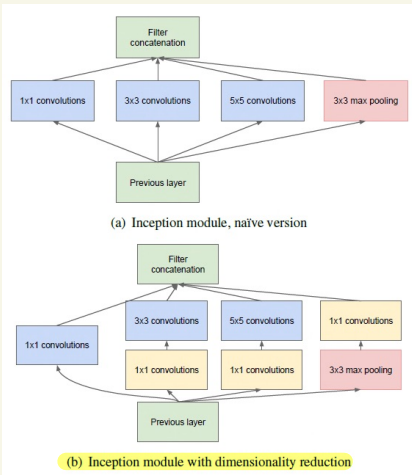 Filter
concatenation
1x1 convolutions
3x3 convolutions
5x5 convolutions
3x3 max pooling
Previous layer
(a) Inception module, naïve version
Filter
concatenation
3x3 convolutions
5x5 convolutions
1x1 convolutions
1x1 convolutions
1x1 convolutions
1x1 convolutions
3x3 max pooling
Previous layer
(b) Inception module with dimensionality reduction